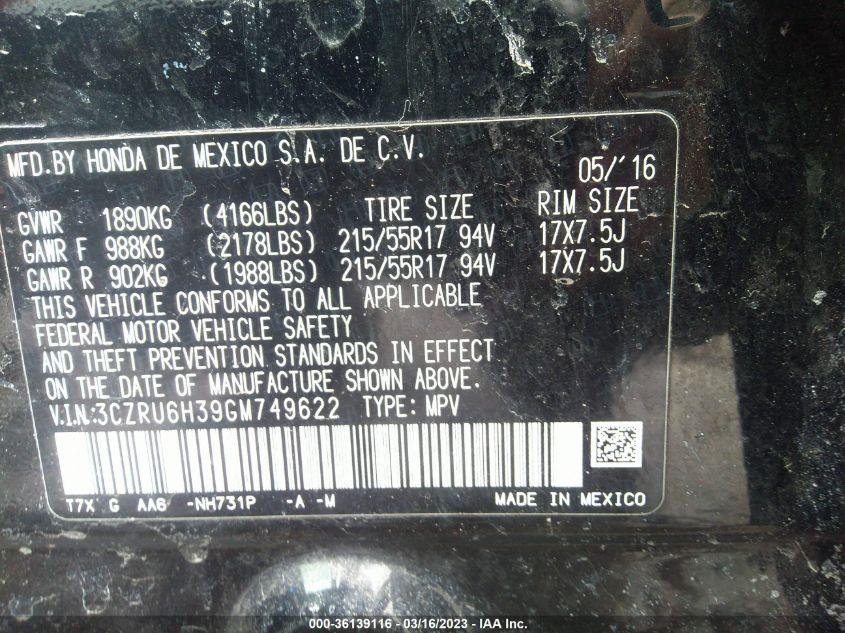 MFD.BY HONDA DE MEXICO S.A. DE C.V. 05/'16
GVWR 1890KG (4166LBS) TIRE SIZE RIM SIZE
GAWR F 988KG (2178LBS) 215/55R17 94V 17X7.5J
GAWR R 902KG (1988LBS) 215/55R17 94V 17X7.5J
THIS VEHICLE CONFORMS TO ALL APPLICABLE
FEDERAL MOTOR VEHICLE SAFETY
AND THEFT PREVENTION STANDARDS IN EFFECT
ON THE DATE OF MANUFACTURE SHOWN ABOVE.
V.I.N.:3CZRU6H39GM749622 TYPE: MPV
T7X G AA6 -NH731P -A -M MADE IN MEXICO
000-36139116 - 03/16/2023 - IAA Inc.